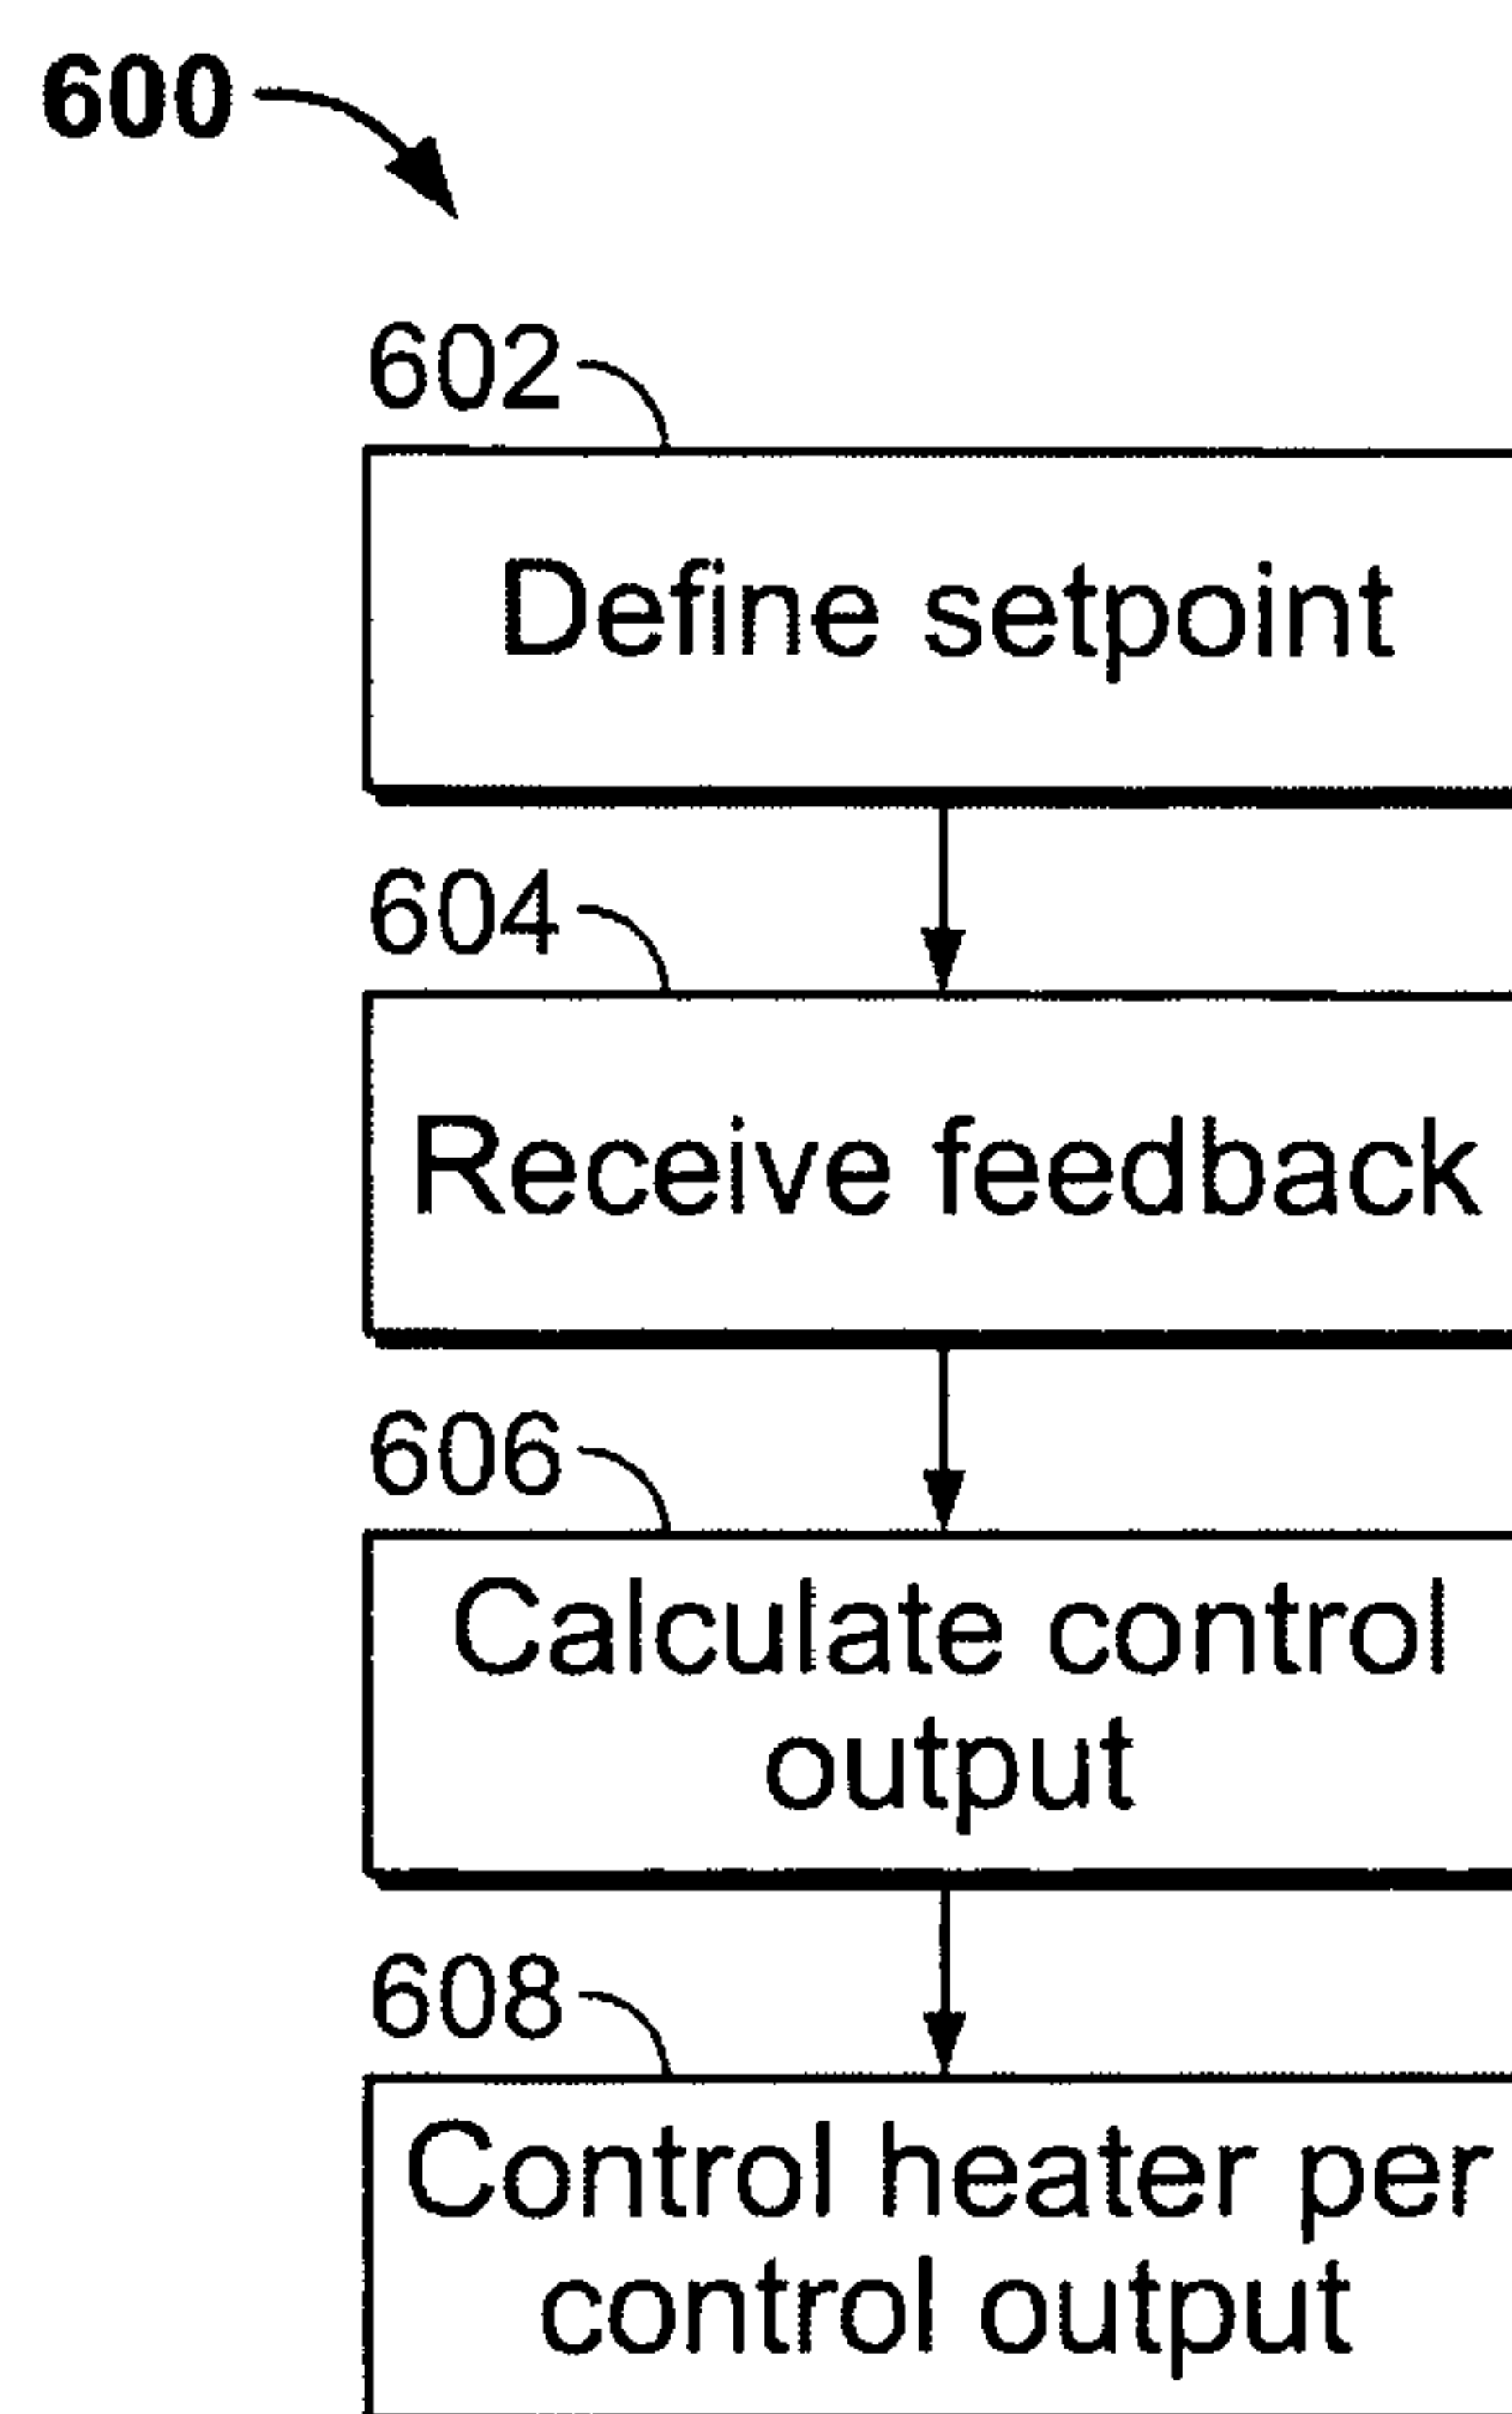 600
602
Define setpoint
604
Receive feedback
606
Calculate control
output
608
Control heater per
control output